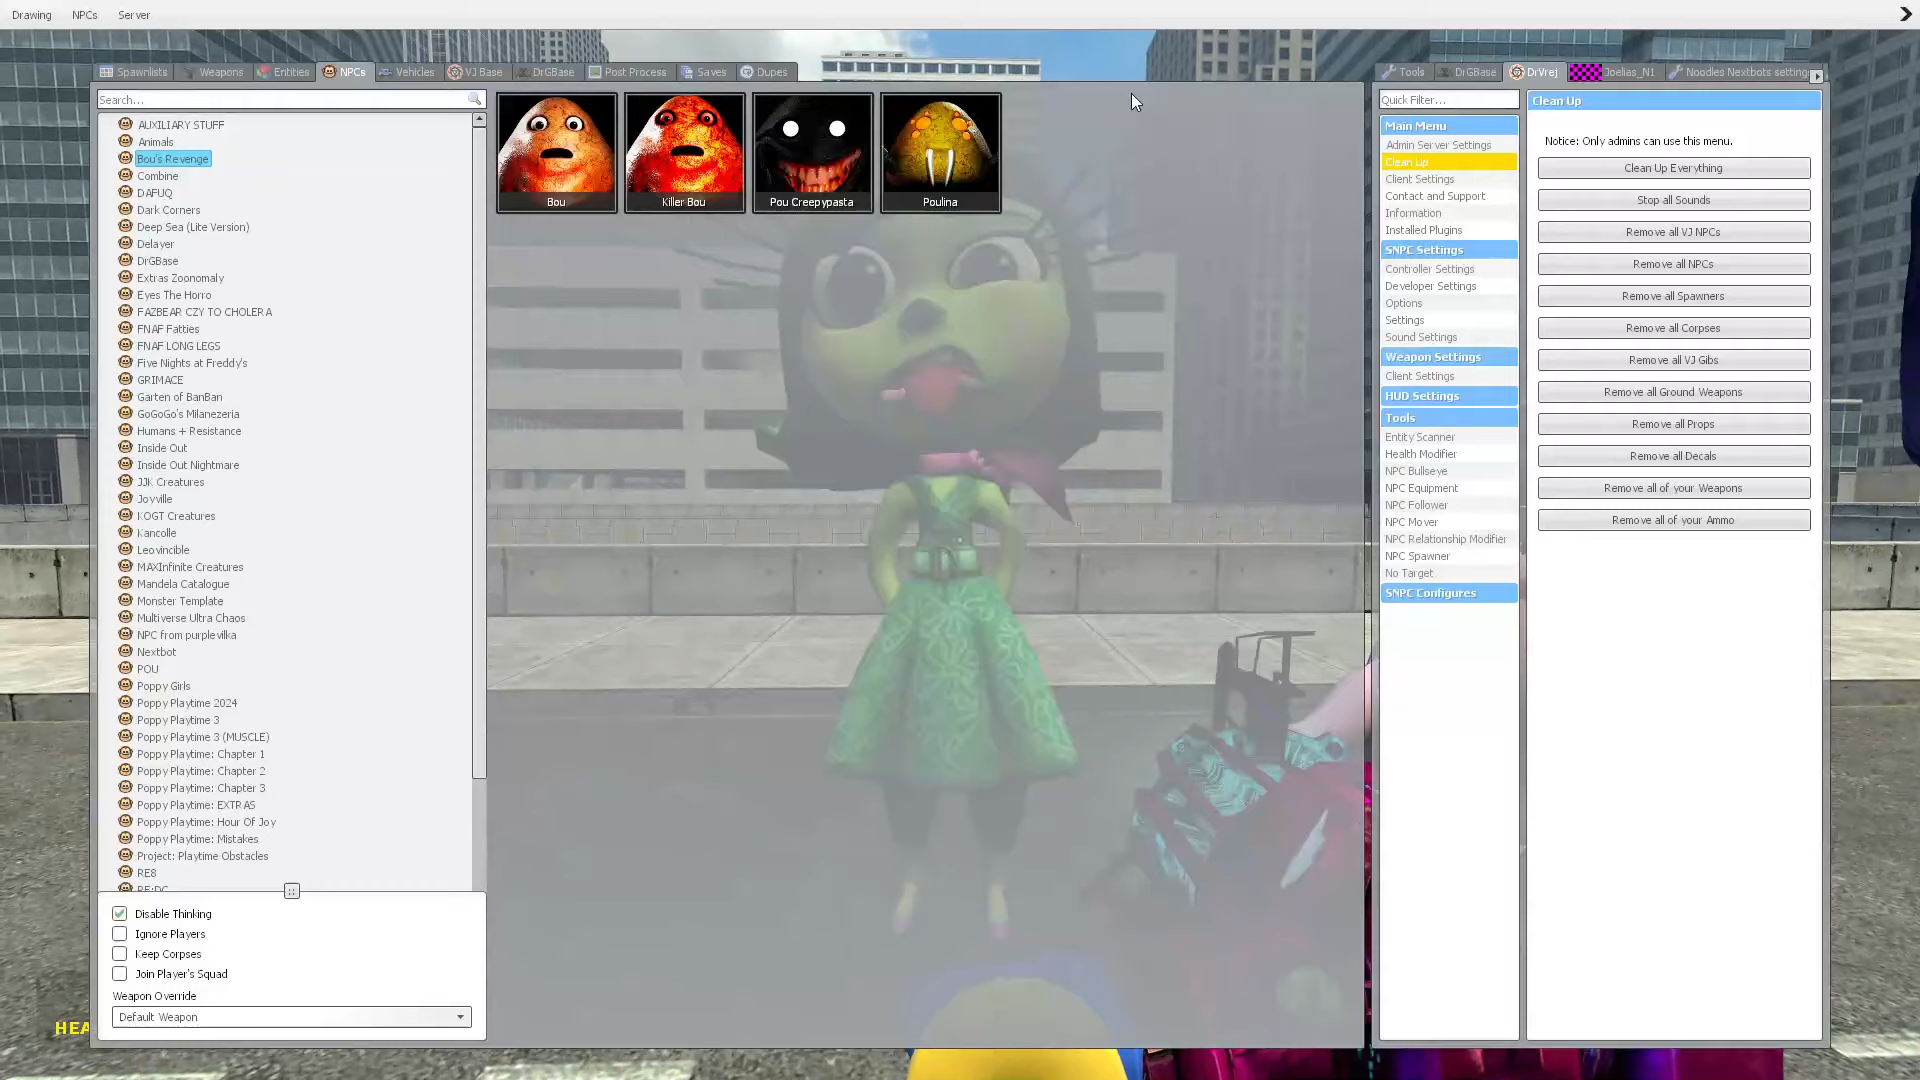 Drawing NPCs Server
Spawnlists Weapons Entities NPCs Vehicles VJ Base DrGBase Post Process Saves Dupes
Search...
AUXILIARY STUFF
Animals
Bou's Revenge
Combine
DAFUQ
Dark Corners
Deep Sea (Lite Version)
Delayer
DrGBase
Extras Zoonomaly
Eyes The Horro
FAZBEAR CZY TO CHOLERA
FNAF Fatties
FNAF LONG LEGS
Five Nights at Freddy's
GRIMACE
Garten of BanBan
GoGoGo's Milanezeria
Humans + Resistance
Inside Out
Inside Out Nightmare
JJK Creatures
Joyville
KOGT Creatures
Kancolle
Leovincible
MAXInfinite Creatures
Mandela Catalogue
Monster Template
Multiverse Ultra Chaos
NPC from purplevilka
Nextbot
POU
Poppy Girls
Poppy Playtime 2024
Poppy Playtime 3
Poppy Playtime 3 (MUSCLE)
Poppy Playtime: Chapter 1
Poppy Playtime: Chapter 2
Poppy Playtime: Chapter 3
Poppy Playtime: EXTRAS
Poppy Playtime: Hour Of Joy
Poppy Playtime: Mistakes
Project: Playtime Obstacles
RE8
Disable Thinking
Ignore Players
Keep Corpses
Join Player's Squad
Weapon Override
Default Weapon
HEA
Bou Killer Bou Pou Creepypasta Poulina
Tools DrGBase DrVrej Joelias_N1 Noodles Nextbots setting
Quick Filter...
Main Menu
Admin Server Settings
Clean Up
Client Settings
Contact and Support
Information
Installed Plugins
SNPC Settings
Controller Settings
Developer Settings
Options
Settings
Sound Settings
Weapon Settings
Client Settings
HUD Settings
Tools
Entity Scanner
Health Modifier
NPC Bullseye
NPC Equipment
NPC Follower
NPC Mover
NPC Relationship Modifier
NPC Spawner
No Target
SNPC Configures
Clean Up
Notice: Only admins can use this menu.
Clean Up Everything
Stop all Sounds
Remove all VJ NPCs
Remove all NPCs
Remove all Spawners
Remove all Corpses
Remove all VJ Gibs
Remove all Ground Weapons
Remove all Props
Remove all Decals
Remove all of your Weapons
Remove all of your Ammo